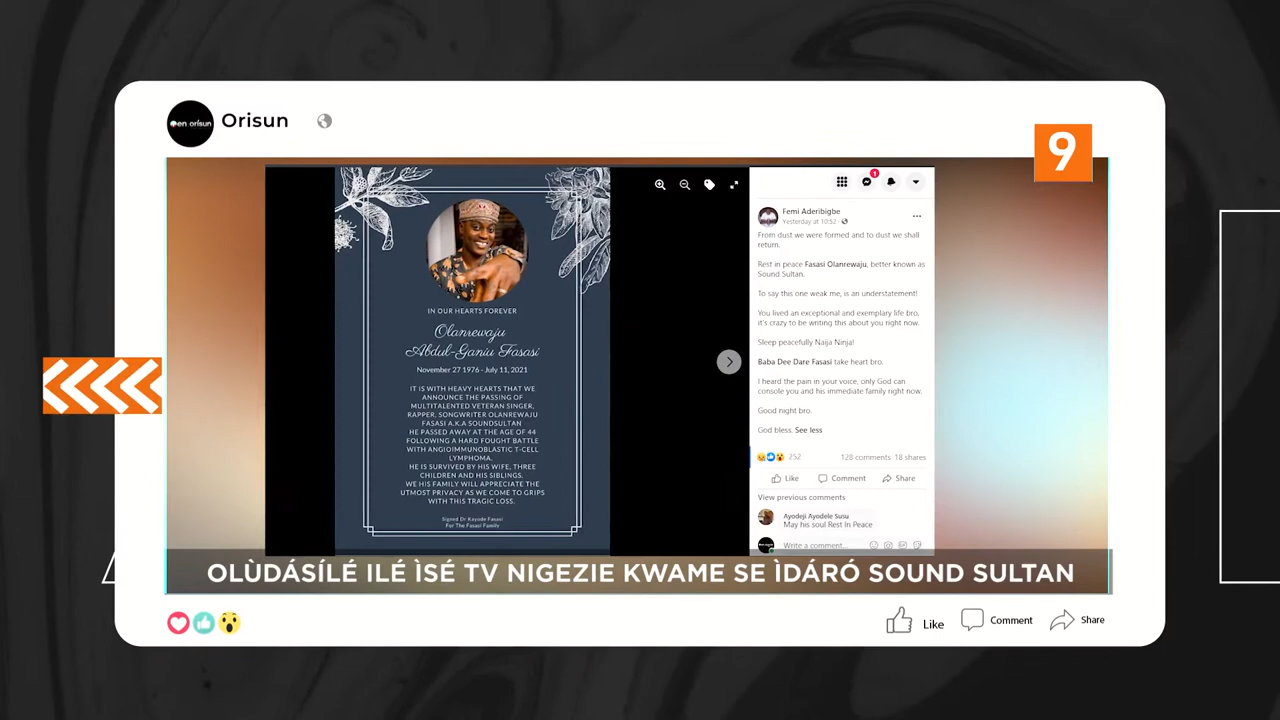 en orisun
Orisun
9
IN OUR HEARTS FOREVER
Olanrewaju
Abdul-Ganiu Fasasi
November 27 1976 - July 11, 2021
IT IS WITH HEAVY HEARTS THAT WE
ANNOUNCE THE PASSING OF
MULTITALENTED VETERAN SINGER,
RAPPER, SONGWRITER OLANREWAJU
FASASI A.K.A SOUNDSULTAN
HE PASSED AWAY AT THE AGE OF 44
FOLLOWING A HARD FOUGHT BATTLE
WITH ANGIOIMMUNOBLASTIC T-CELL
LYMPHOMA.
HE IS SURVIVED BY HIS WIFE, THREE
CHILDREN AND HIS SIBLINGS.
WE HIS FAMILY WILL APPRECIATE THE
UTMOST PRIVACY AS WE COME TO GRIPS
WITH THIS TRAGIC LOSS.
Signed Dr Kayode Fasasi
For The Fasasi Family
1
Femi Aderibigbe
Yesterday at 10:52
From dust we were formed and to dust we shall
return.
Rest in peace Fasasi Olanrewaju, better known as
Sound Sultan.
To say this one weak me, is an understatement!
You lived an exceptional and exemplary life bro,
it's crazy to be writing this about you right now.
Sleep peacefully Naija Ninja!
Baba Dee Dare Fasasi take heart bro.
I heard the pain in your voice, only God can
console you and his immediate family right now.
Good night bro.
God bless. See less
252 128 comments 18 shares
Like Comment Share
View previous comments
Ayodeji Ayodele Susu
May his soul Rest In Peace
Write a comment...
OLÙDÁSÍLÉ ILÉ ÌSÉ TV NIGEZIE KWAME SE ÌDÁRÓ SOUND SULTAN
Like Comment Share